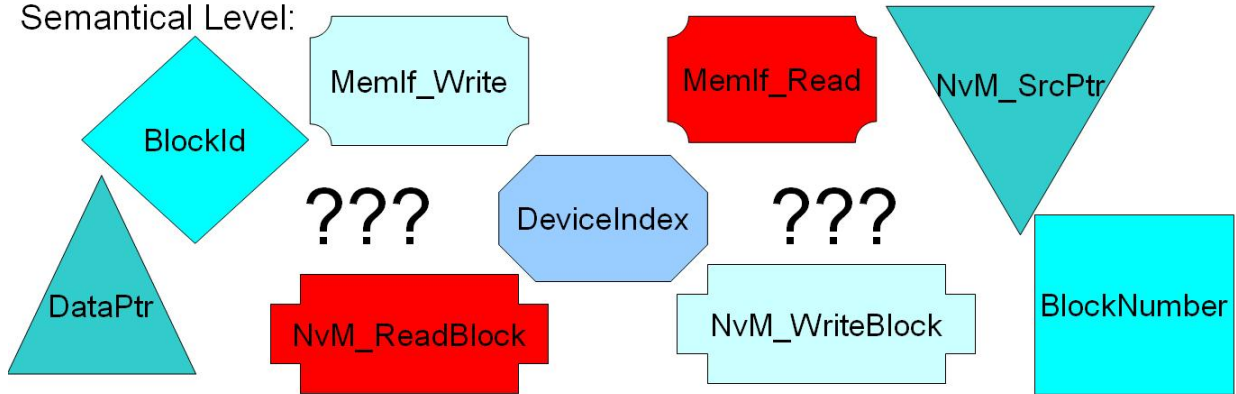 Semantical Level:
MemIf_Write
MemIf_Read
NvM_SrcPtr
BlockId
???
DeviceIndex
???
DataPtr
NvM_ReadBlock
NvM_WriteBlock
BlockNumber